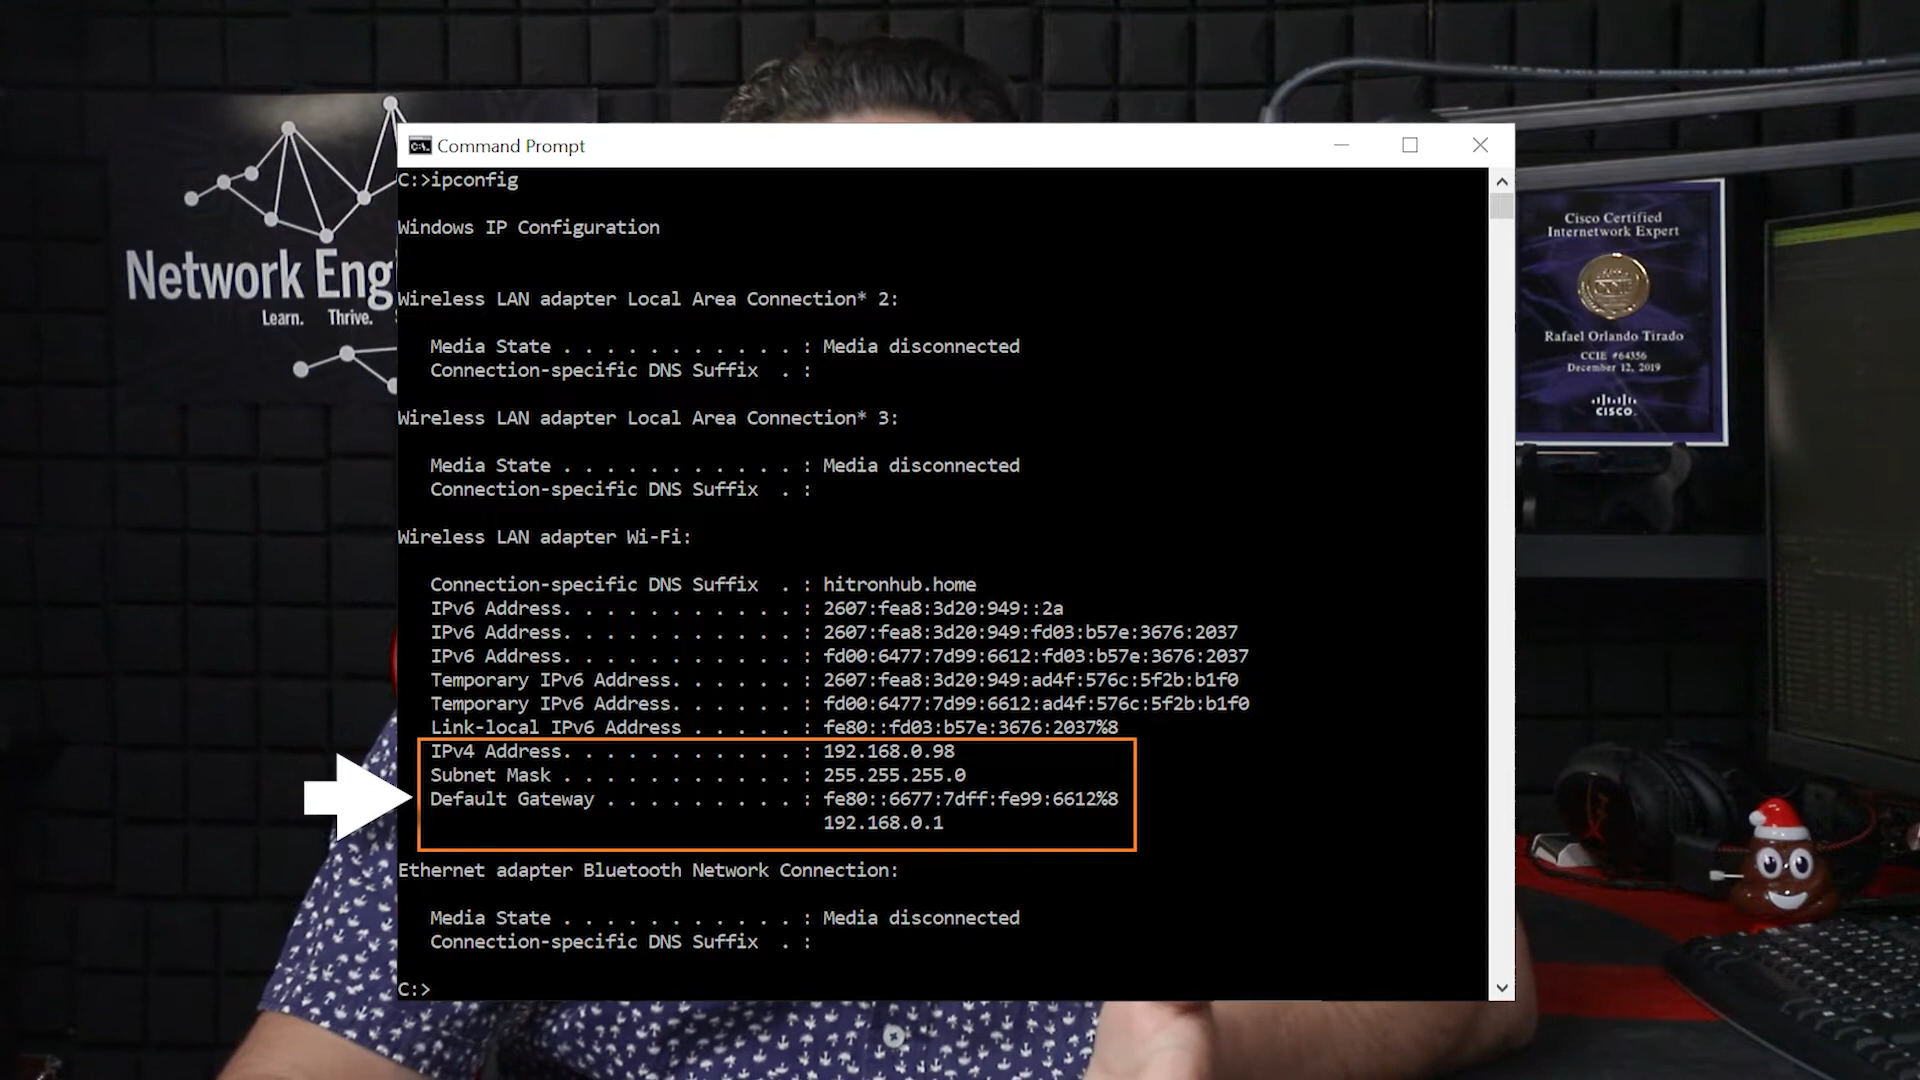 Command Prompt
C:>ipconfig
Windows IP Configuration
Wireless LAN adapter Local Area Connection* 2:
Media State . . . . . . . . . . . : Media disconnected
Connection-specific DNS Suffix  . :
Wireless LAN adapter Local Area Connection* 3:
Media State . . . . . . . . . . . : Media disconnected
Connection-specific DNS Suffix  . :
Wireless LAN adapter Wi-Fi:
Connection-specific DNS Suffix  . : hitronhub.home
IPv6 Address. . . . . . . . . . . : 2607:fea8:3d20:949::2a
IPv6 Address. . . . . . . . . . . : 2607:fea8:3d20:949:fd03:b57e:3676:2037
IPv6 Address. . . . . . . . . . . : fd00:6477:7d99:6612:fd03:b57e:3676:2037
Temporary IPv6 Address. . . . . . : 2607:fea8:3d20:949:ad4f:576c:5f2b:b1f0
Temporary IPv6 Address. . . . . . : fd00:6477:7d99:6612:ad4f:576c:5f2b:b1f0
Link-local IPv6 Address . . . . . : fe80::fd03:b57e:3676:2037%8
IPv4 Address. . . . . . . . . . . : 192.168.0.98
Subnet Mask . . . . . . . . . . . : 255.255.255.0
Default Gateway . . . . . . . . . : fe80::6677:7dff:fe99:6612%8
192.168.0.1
Ethernet adapter Bluetooth Network Connection:
Media State . . . . . . . . . . . : Media disconnected
Connection-specific DNS Suffix  . :
C:>
Network Eng
Learn. Thrive.
Cisco Certified
Internetwork Expert
CCIE
Rafael Orlando Tirado
CCIE #64356
December 12, 2019
CISCO